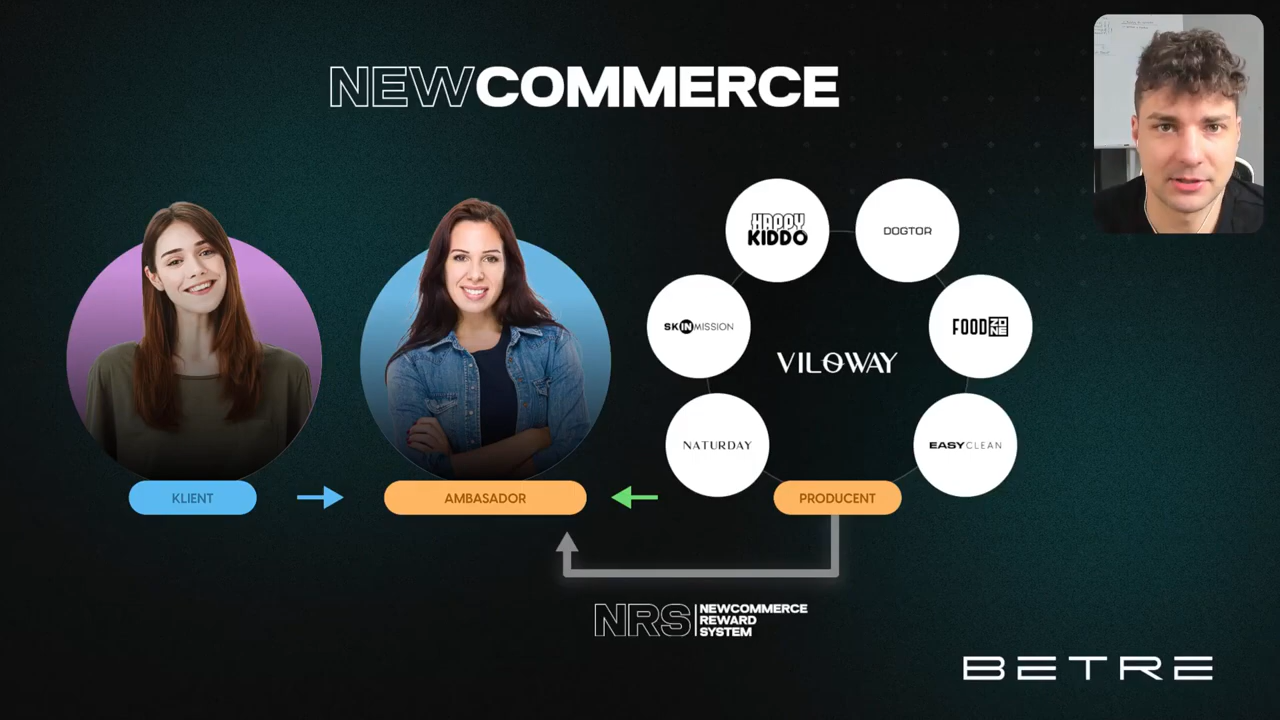 NEWCOMMERCE
HAPPY
KIDDO
DOGTOR
SKINMISSION
FOODZONE
VILOWAY
NATURDAY
EASYCLEAN
KLIENT
AMBASADOR
PRODUCENT
NRS
NEWCOMMERCE
REWARD
SYSTEM
BETRE